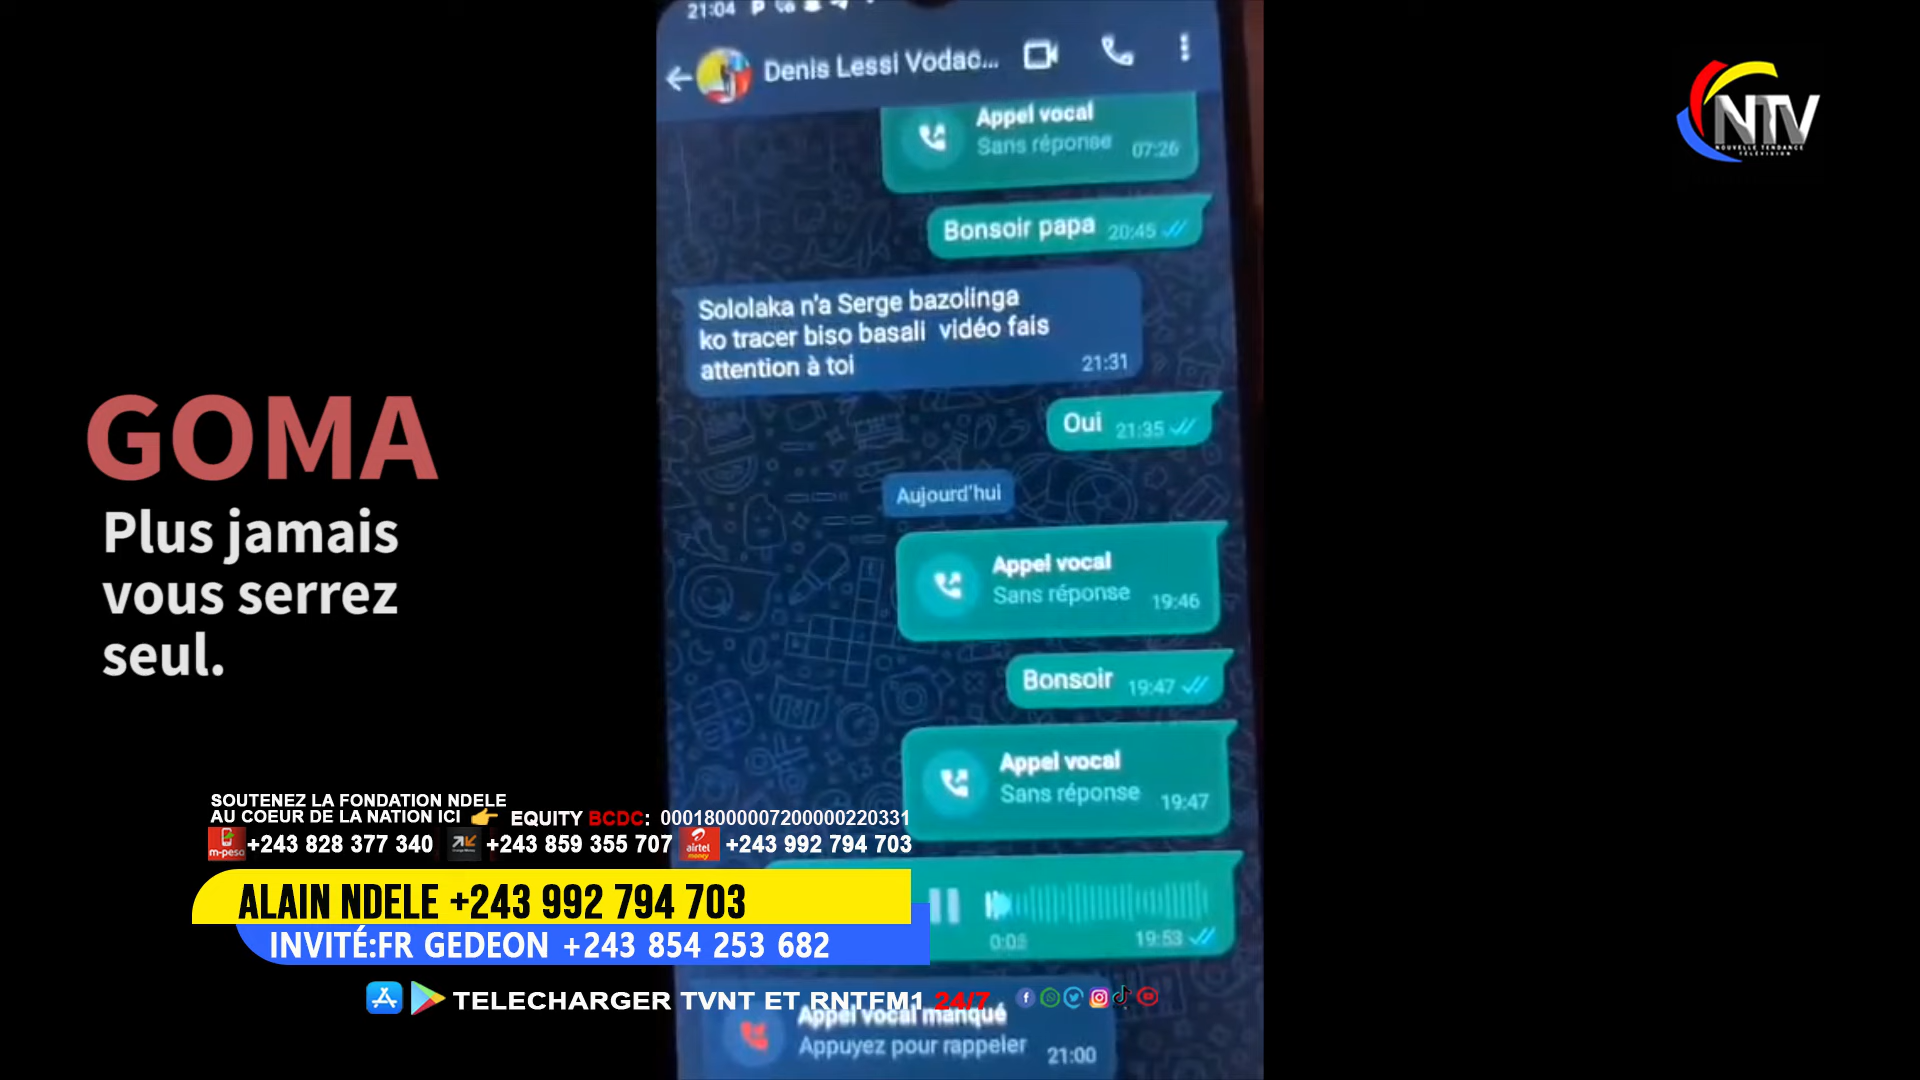 21:04
Denis Lessi Vodac...
Appel vocal
Sans réponse 07:26
Bonsoir papa 20:45
Sololaka n'a Serge bazolinga
ko tracer biso basali vidéo fais
attention à toi
21:31
Oui 21:35
Aujourd'hui
Appel vocal
Sans réponse 19:46
Bonsoir 19:47
Appel vocal
Sans réponse 19:47
0:05 19:53
Appel vocal manqué
Appuyez pour rappeler 21:00
NTV
NOUVELLE TENDANCE
TÉLÉVISION
GOMA
Plus jamais
vous serrez
seul.
SOUTENEZ LA FONDATION NDELE
AU COEUR DE LA NATION ICI 👉 EQUITY BCDC: 00018000007200000220331
m-pesa +243 828 377 340 +243 859 355 707 airtel money +243 992 794 703
ALAIN NDELE +243 992 794 703
INVITÉ:FR GEDEON +243 854 253 682
TELECHARGER TVNT ET RNTFM1 24/7